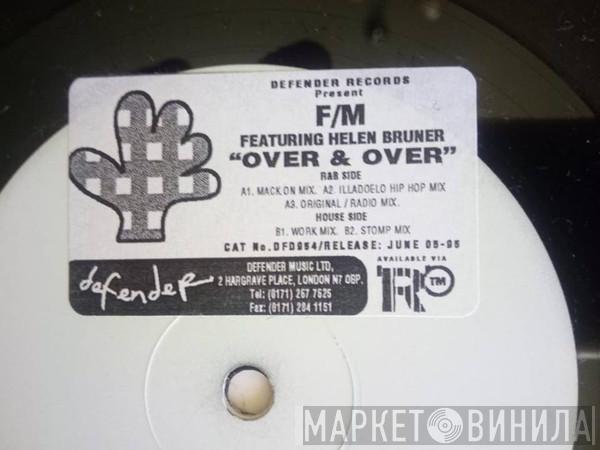 DEFENDER RECORDS
Present
F/M
FEATURING HELEN BRUNER
"OVER & OVER"
R&B SIDE
A1. MACK ON MIX. A2. ILLADOELO HIP HOP MIX
A3. ORIGINAL / RADIO MIX.
HOUSE SIDE
B1. WORK MIX. B2. STOMP MIX
CAT No. DFD954/RELEASE: JUNE 05-95
AVAILABLE VIA
defender
DEFENDER MUSIC LTD,
2 HARGRAVE PLACE, LONDON N7 0BP.
Tel: (0171) 267 7625
Fax: (0171) 284 1151
R TM
МАРКЕТ ВИНИЛА